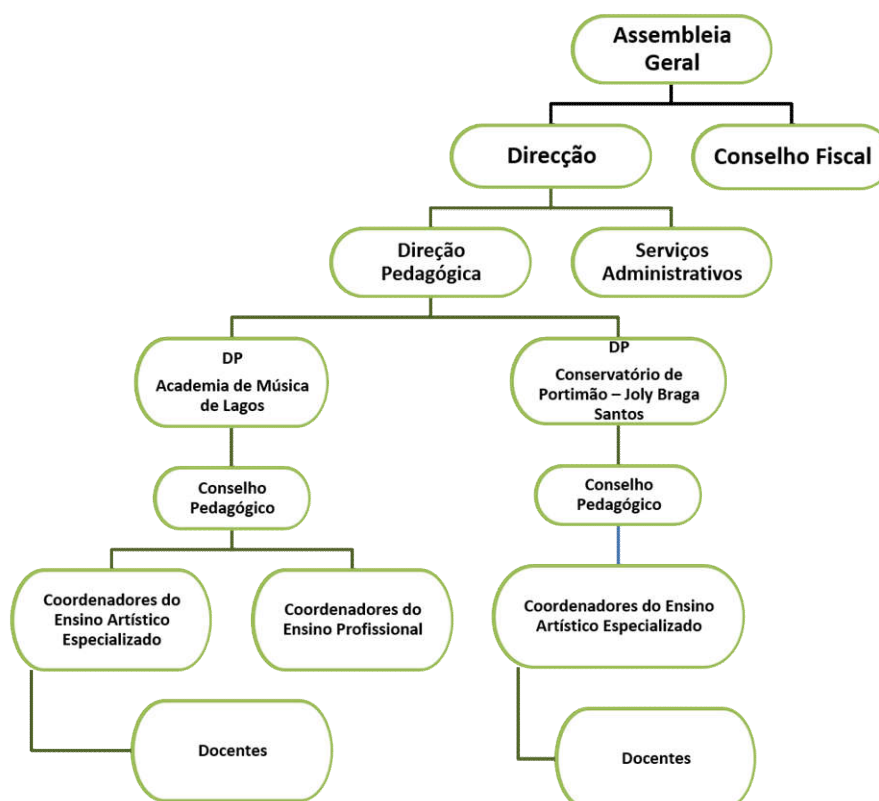 Assembleia
Geral
Direcção
Conselho Fiscal
Direção
Pedagógica
Serviços
Administrativos
DP
Academia de Música
de Lagos
DP
Conservatório de
Portimão – Joly Braga
Santos
Conselho
Pedagógico
Conselho
Pedagógico
Coordenadores do
Ensino Artístico
Especializado
Coordenadores do
Ensino Profissional
Coordenadores do Ensino
Artístico Especializado
Docentes
Docentes